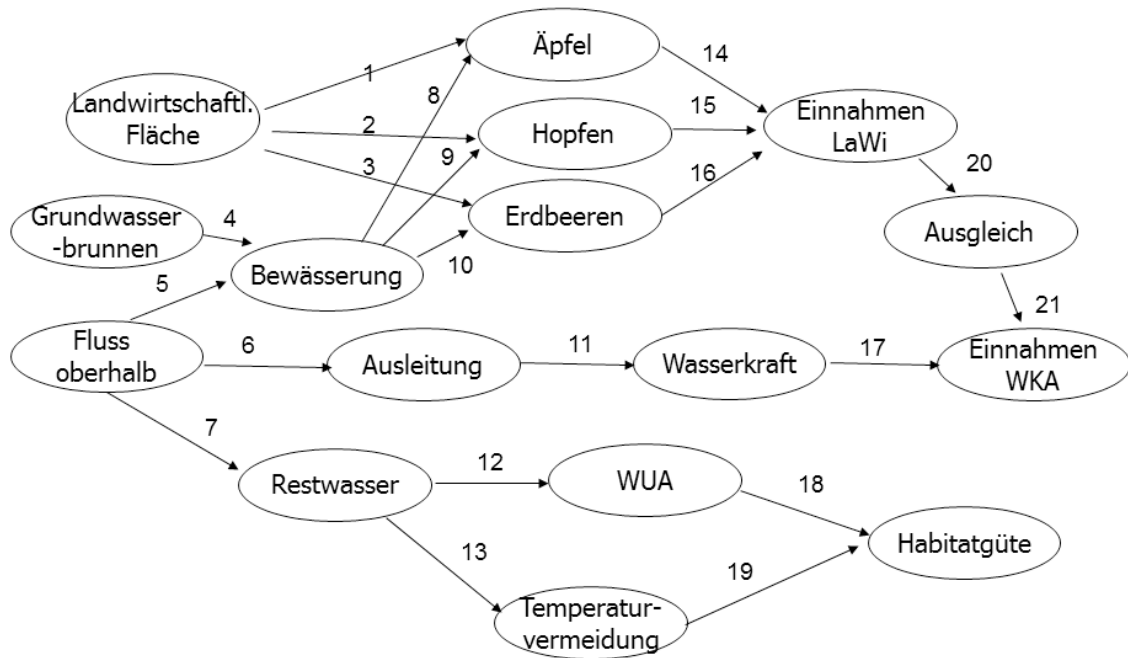 Äpfel
14
1
8
Landwirtschaftl.
Fläche
2
Hopfen
15
Einnahmen
LaWi
9
3
16
20
Grundwasser
-brunnen
4
Erdbeeren
Ausgleich
Bewässerung
10
5
21
Fluss
oberhalb
6
Ausleitung
11
Wasserkraft
17
Einnahmen
WKA
7
Restwasser
12
WUA
18
13
Habitatgüte
19
Temperatur-
vermeidung